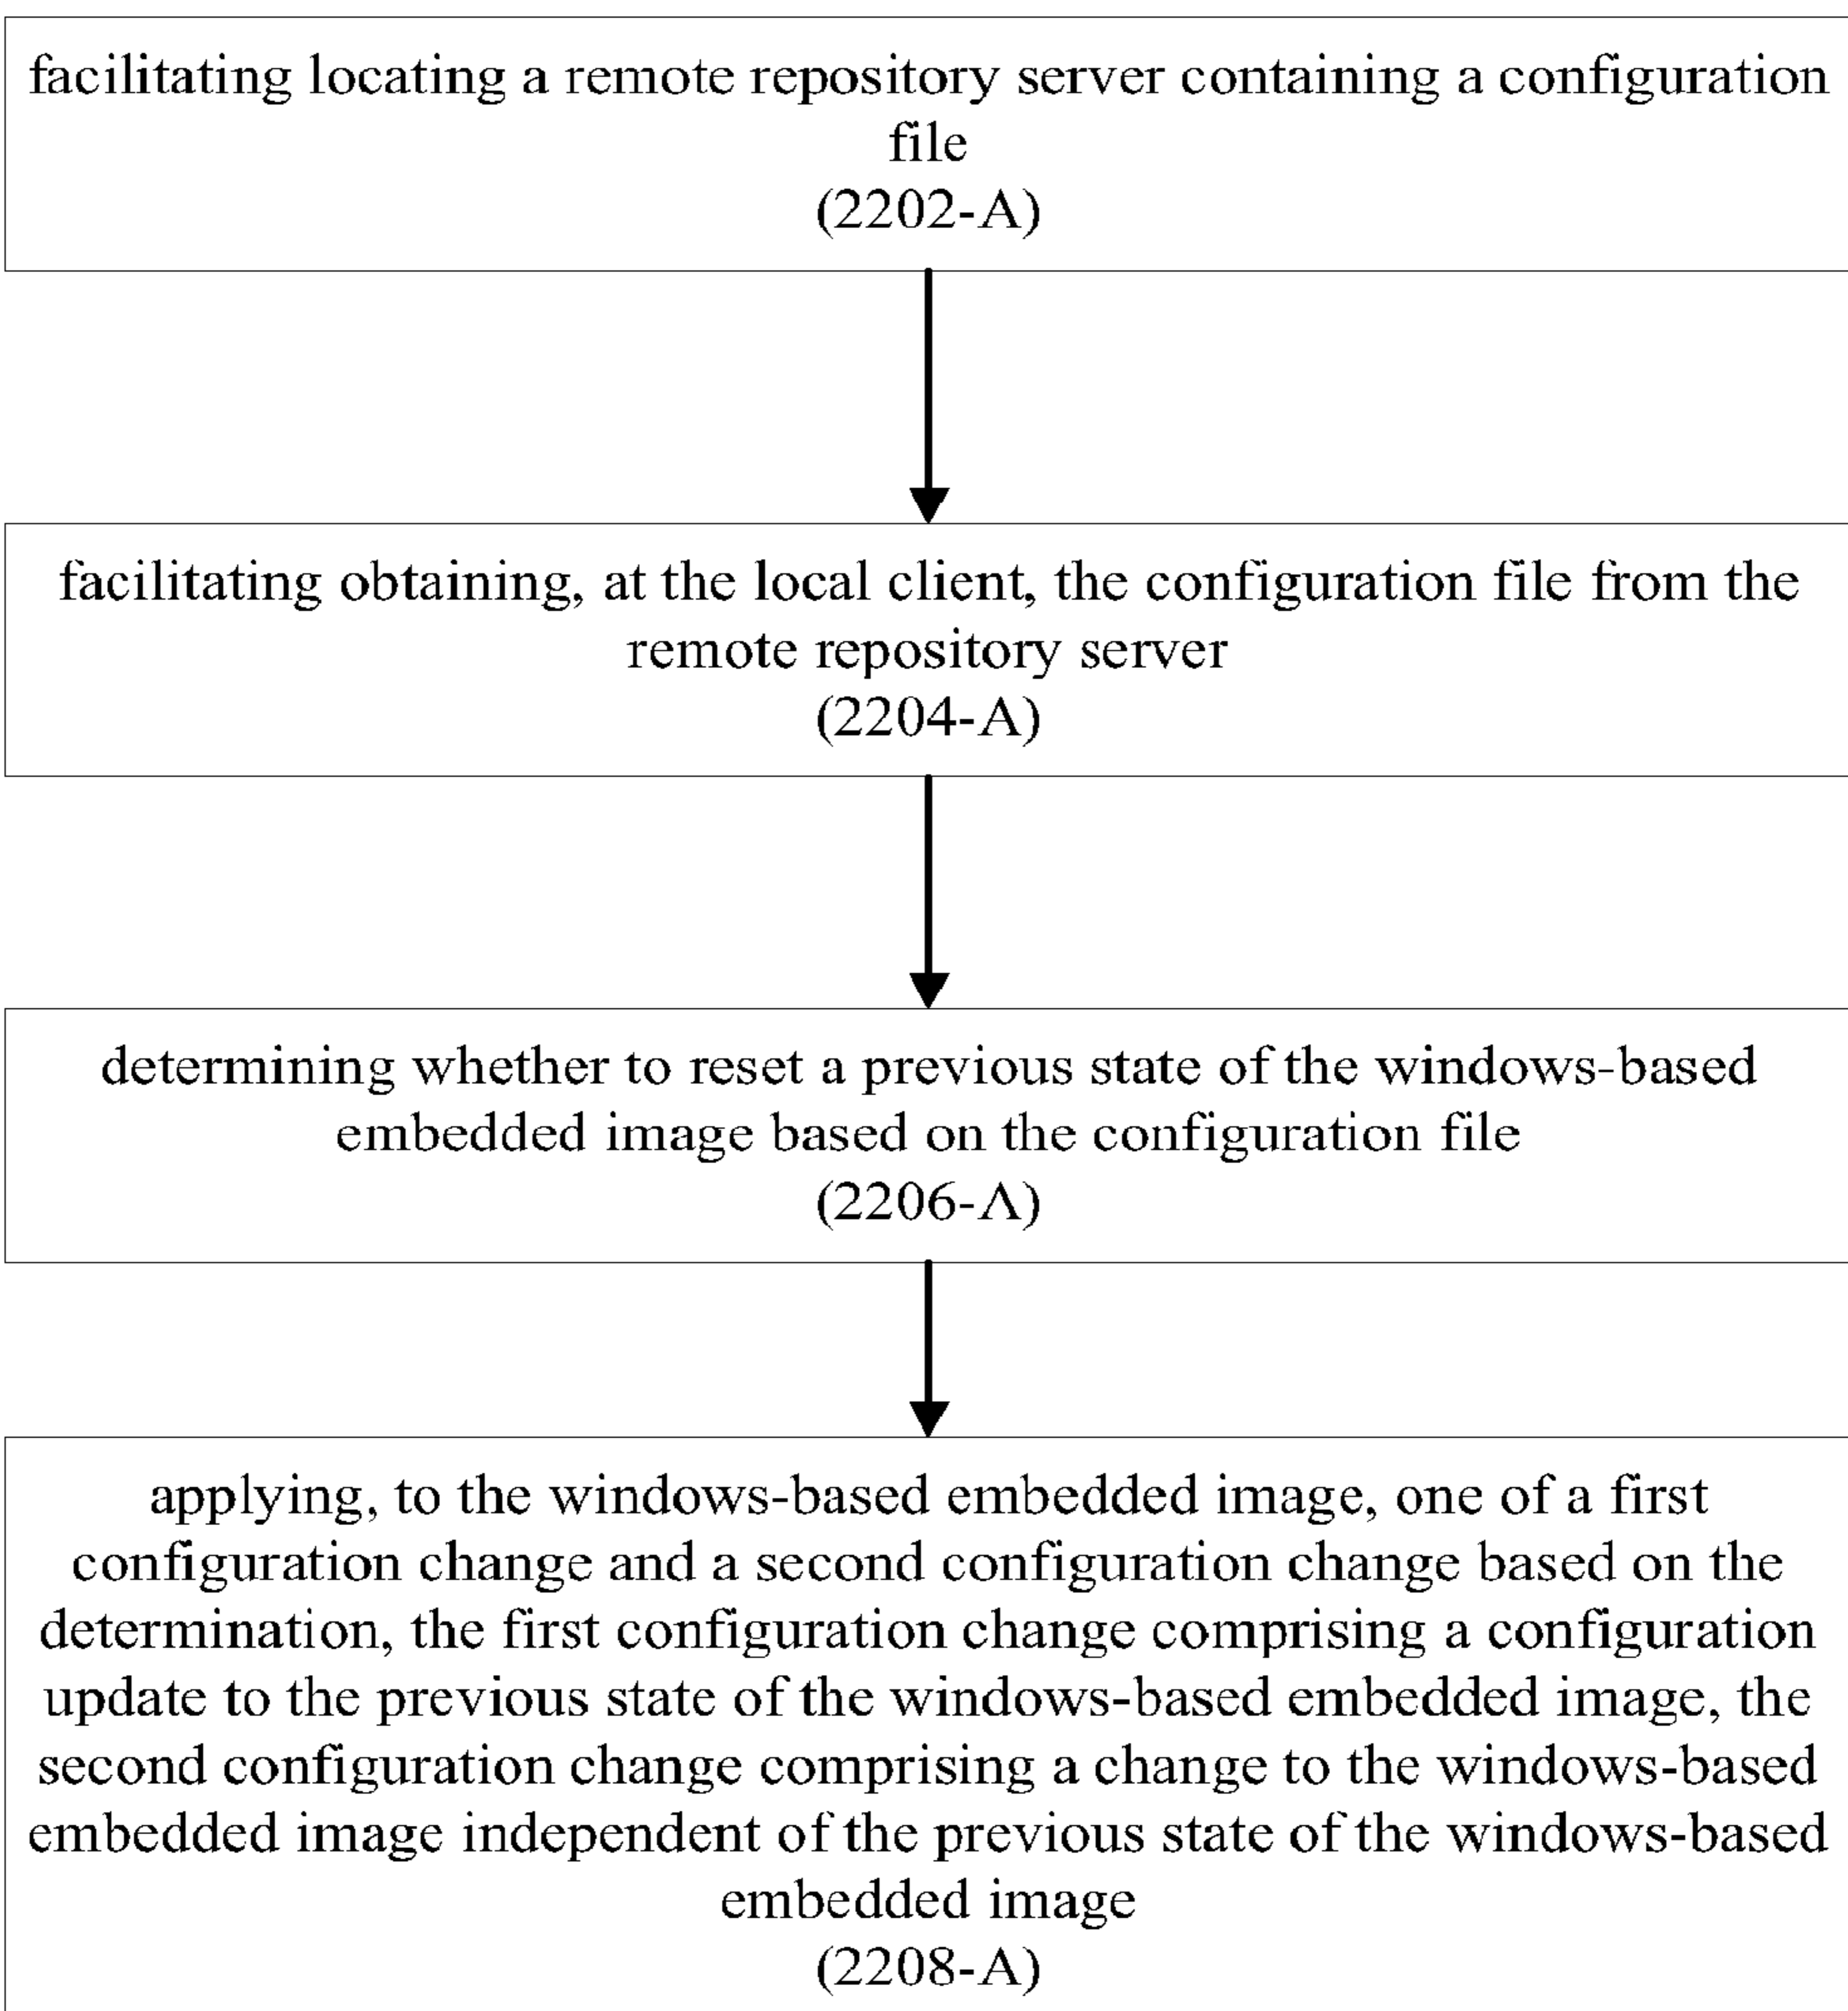 facilitating locating a remote repository server containing a configuration
file
(2202-A)
facilitating obtaining, at the local client, the configuration file from the
remote repository server
(2204-A)
determining whether to reset a previous state of the windows-based
embedded image based on the configuration file
(2206-A)
applying, to the windows-based embedded image, one of a first
configuration change and a second configuration change based on the
determination, the first configuration change comprising a configuration
update to the previous state of the windows-based embedded image, the
second configuration change comprising a change to the windows-based
embedded image independent of the previous state of the windows-based
embedded image
(2208-A)